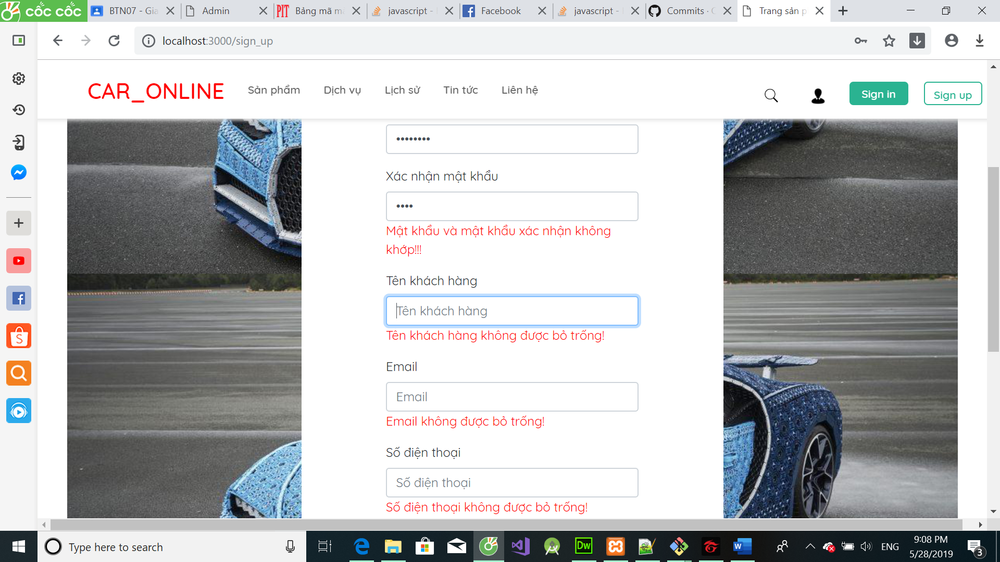 cốc cốc
BTN07 - Gia
Admin
PIT
Bảng mã mà
javascript -
Facebook
javascript -
Commits · C
Trang sản p
localhost:3000/sign_up
CAR_ONLINE
Sản phẩm
Dịch vụ
Lịch sử
Tin tức
Liên hệ
Sign in
Sign up
••••••••
Xác nhận mật khẩu
••••
Mật khẩu và mật khẩu xác nhận không
khớp!!!
Tên khách hàng
Tên khách hàng
Tên khách hàng không được bỏ trống!
Email
Email
Email không được bỏ trống!
Số điện thoại
Số điện thoại
Số điện thoại không được bỏ trống!
Type here to search
Dw
ENG
9:08 PM
5/28/2019
3